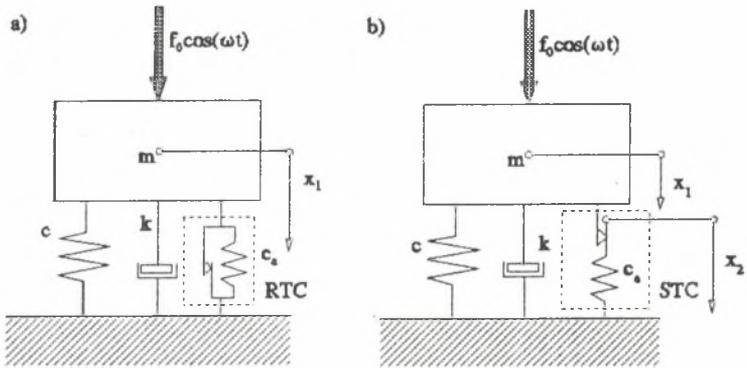 a)
f₀cos(ωt)
m
x₁
c
k
cₐ
RTC
b)
f₀cos(ωt)
m
x₁
c
k
cₐ
x₂
STC